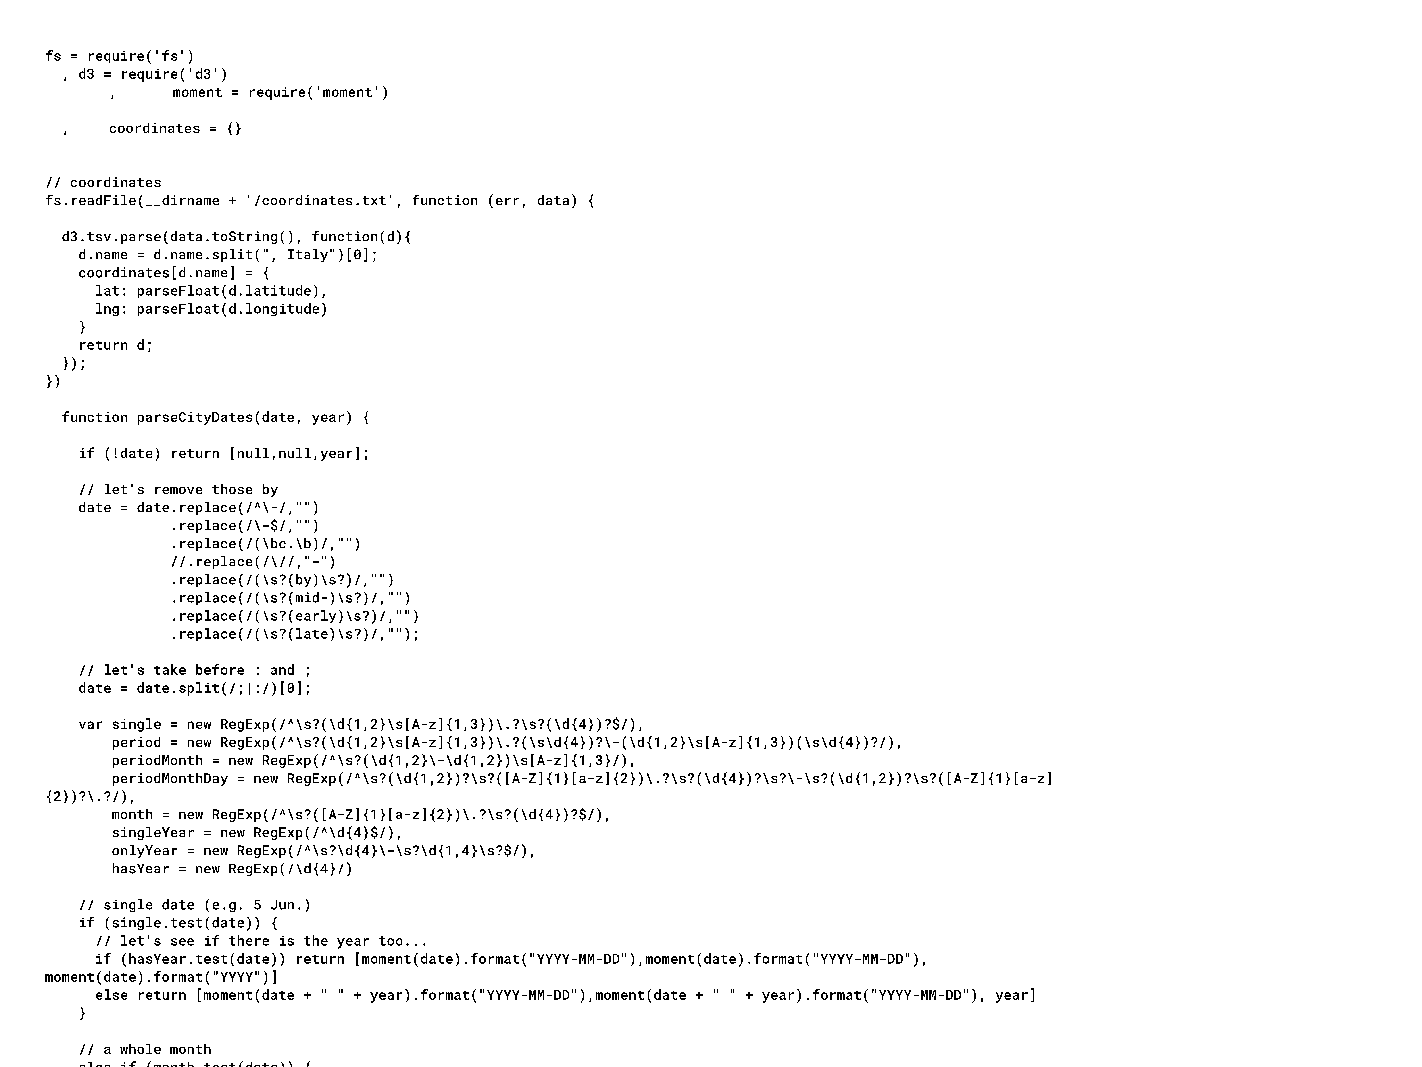 fs = require('fs')
  , d3 = require('d3')
        ,       moment = require('moment')
  ,     coordinates = {}
// coordinates
fs.readFile(__dirname + '/coordinates.txt', function (err, data) {
  d3.tsv.parse(data.toString(), function(d){
    d.name = d.name.split(", Italy")[0];
    coordinates[d.name] = {
      lat: parseFloat(d.latitude),
      lng: parseFloat(d.longitude)
    }
    return d;
  });
})
  function parseCityDates(date, year) {
    if (!date) return [null,null,year];
    // let's remove those by
    date = date.replace(/^\-/,"")
               .replace(/\-$/,"")
               .replace(/(\bc.\b)/,"")
               //.replace(/\//,"-")
               .replace(/(\s?(by)\s?)/,"")
               .replace(/(\s?(mid-)\s?)/,"")
               .replace(/(\s?(early)\s?)/,"")
               .replace(/(\s?(late)\s?)/,"");
    // let's take before : and ;
    date = date.split(/;|:/)[0];
    var single = new RegExp(/^\s?(\d{1,2}\s[A-z]{1,3})\.?\s?(\d{4})?$/),
        period = new RegExp(/^\s?(\d{1,2}\s[A-z]{1,3})\.?(\s\d{4})?\-(\d{1,2}\s[A-z]{1,3})(\s\d{4})?/),
        periodMonth = new RegExp(/^\s?(\d{1,2}\-\d{1,2})\s[A-z]{1,3}/),
        periodMonthDay = new RegExp(/^\s?(\d{1,2})?\s?([A-Z]{1}[a-z]{2})\.?\s?(\d{4})?\s?\-\s?(\d{1,2})?\s?([A-Z]{1}[a-z]
{2})?\.?/),
        month = new RegExp(/^\s?([A-Z]{1}[a-z]{2})\.?\s?(\d{4})?$/),
        singleYear = new RegExp(/^\d{4}$/),
        onlyYear = new RegExp(/^\s?\d{4}\-\s?\d{1,4}\s?$/),
        hasYear = new RegExp(/\d{4}/)
    // single date (e.g. 5 Jun.)
    if (single.test(date)) {
      // let's see if there is the year too...
      if (hasYear.test(date)) return [moment(date).format("YYYY-MM-DD"),moment(date).format("YYYY-MM-DD"),
moment(date).format("YYYY")]
      else return [moment(date + " " + year).format("YYYY-MM-DD"),moment(date + " " + year).format("YYYY-MM-DD"), year]
    }
    // a whole month
    else if (month.test(date)) {